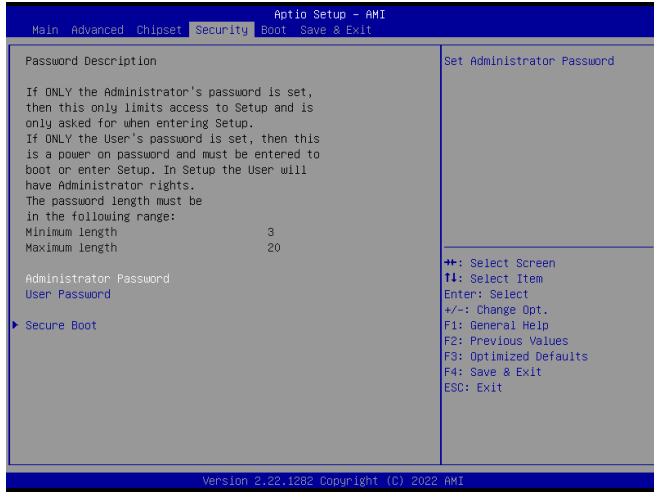 Aptio Setup – AMI
Main Advanced Chipset Security Boot Save & Exit
Password Description
If ONLY the Administrator's password is set,
then this only limits access to Setup and is
only asked for when entering Setup.
If ONLY the User's password is set, then this
is a power on password and must be entered to
boot or enter Setup. In Setup the User will
have Administrator rights.
The password length must be
in the following range:
Minimum length 3
Maximum length 20
Administrator Password
User Password
▶ Secure Boot
Set Administrator Password
→←: Select Screen
↑↓: Select Item
Enter: Select
+/-: Change Opt.
F1: General Help
F2: Previous Values
F3: Optimized Defaults
F4: Save & Exit
ESC: Exit
Version 2.22.1282 Copyright (C) 2022 AMI